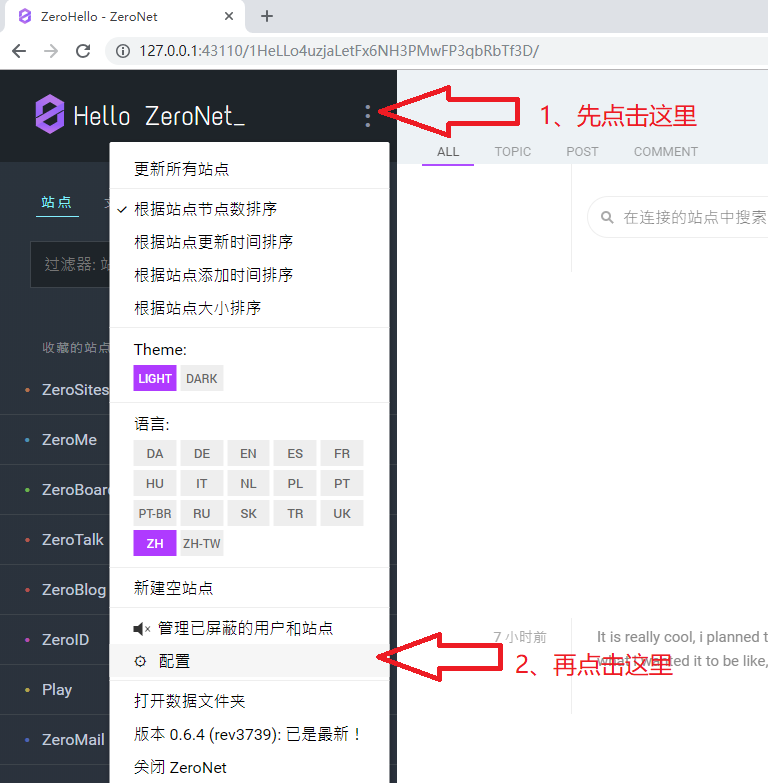 ZeroHello - ZeroNet
127.0.0.1:43110/1HeLLo4uzjaLetFx6NH3PMwFP3qbRbTf3D/
Hello ZeroNet_
1、先点击这里
ALL TOPIC POST COMMENT
更新所有站点
站点
根据站点节点数排序
在连接的站点中搜索
根据站点更新时间排序
过滤器: 站
根据站点添加时间排序
根据站点大小排序
收藏的站点
Theme:
LIGHT DARK
ZeroSites
语言:
ZeroMe
DA DE EN ES FR
HU IT NL PL PT
ZeroBoard
PT-BR RU SK TR UK
ZeroTalk
ZH ZH-TW
ZeroBlog
新建空站点
管理已屏蔽的用户和站点
7 小时前
It is really cool, i planned t
ZeroID
配置
2、再点击这里
what i wanted it to be like,
Play
打开数据文件夹
版本 0.6.4 (rev3739): 已是最新！
ZeroMail
关闭 ZeroNet